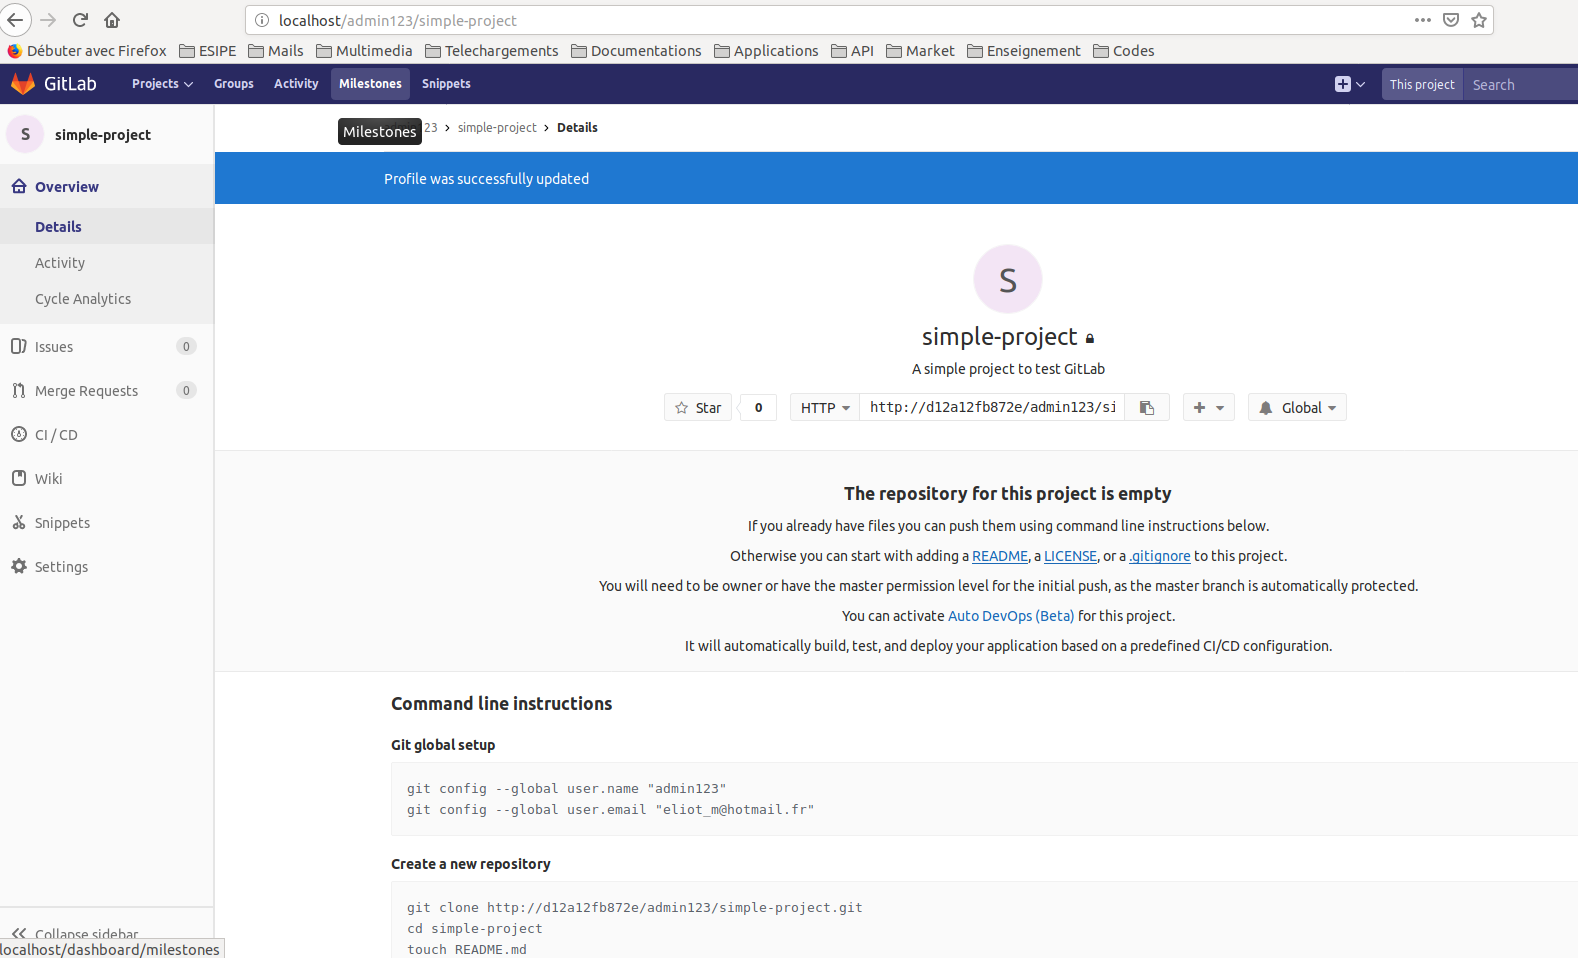 localhost/admin123/simple-project
Débuter avec Firefox ESIPE Mails Multimedia Telechargements Documentations Applications API Market Enseignement Codes
GitLab Projects Groups Activity Milestones Snippets This project Search
S simple-project
Milestones 23 › simple-project › Details
Profile was successfully updated
Overview
Details
Activity
Cycle Analytics
Issues 0
Merge Requests 0
CI / CD
Wiki
Snippets
Settings
Collapse sidebar
localhost/dashboard/milestones
S
simple-project
A simple project to test GitLab
Star 0 HTTP http://d12a12fb872e/admin123/si Global
The repository for this project is empty
If you already have files you can push them using command line instructions below.
Otherwise you can start with adding a README, a LICENSE, or a .gitignore to this project.
You will need to be owner or have the master permission level for the initial push, as the master branch is automatically protected.
You can activate Auto DevOps (Beta) for this project.
It will automatically build, test, and deploy your application based on a predefined CI/CD configuration.
Command line instructions
Git global setup
git config --global user.name "admin123"
git config --global user.email "eliot_m@hotmail.fr"
Create a new repository
git clone http://d12a12fb872e/admin123/simple-project.git
cd simple-project
touch README.md